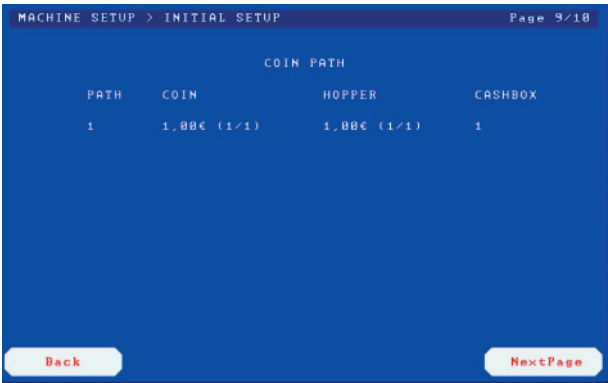 MACHINE SETUP > INITIAL SETUP Page 9/10
COIN PATH
PATH COIN HOPPER CASHBOX
1 1,00€ (1/1) 1,00€ (1/1) 1
Back NextPage